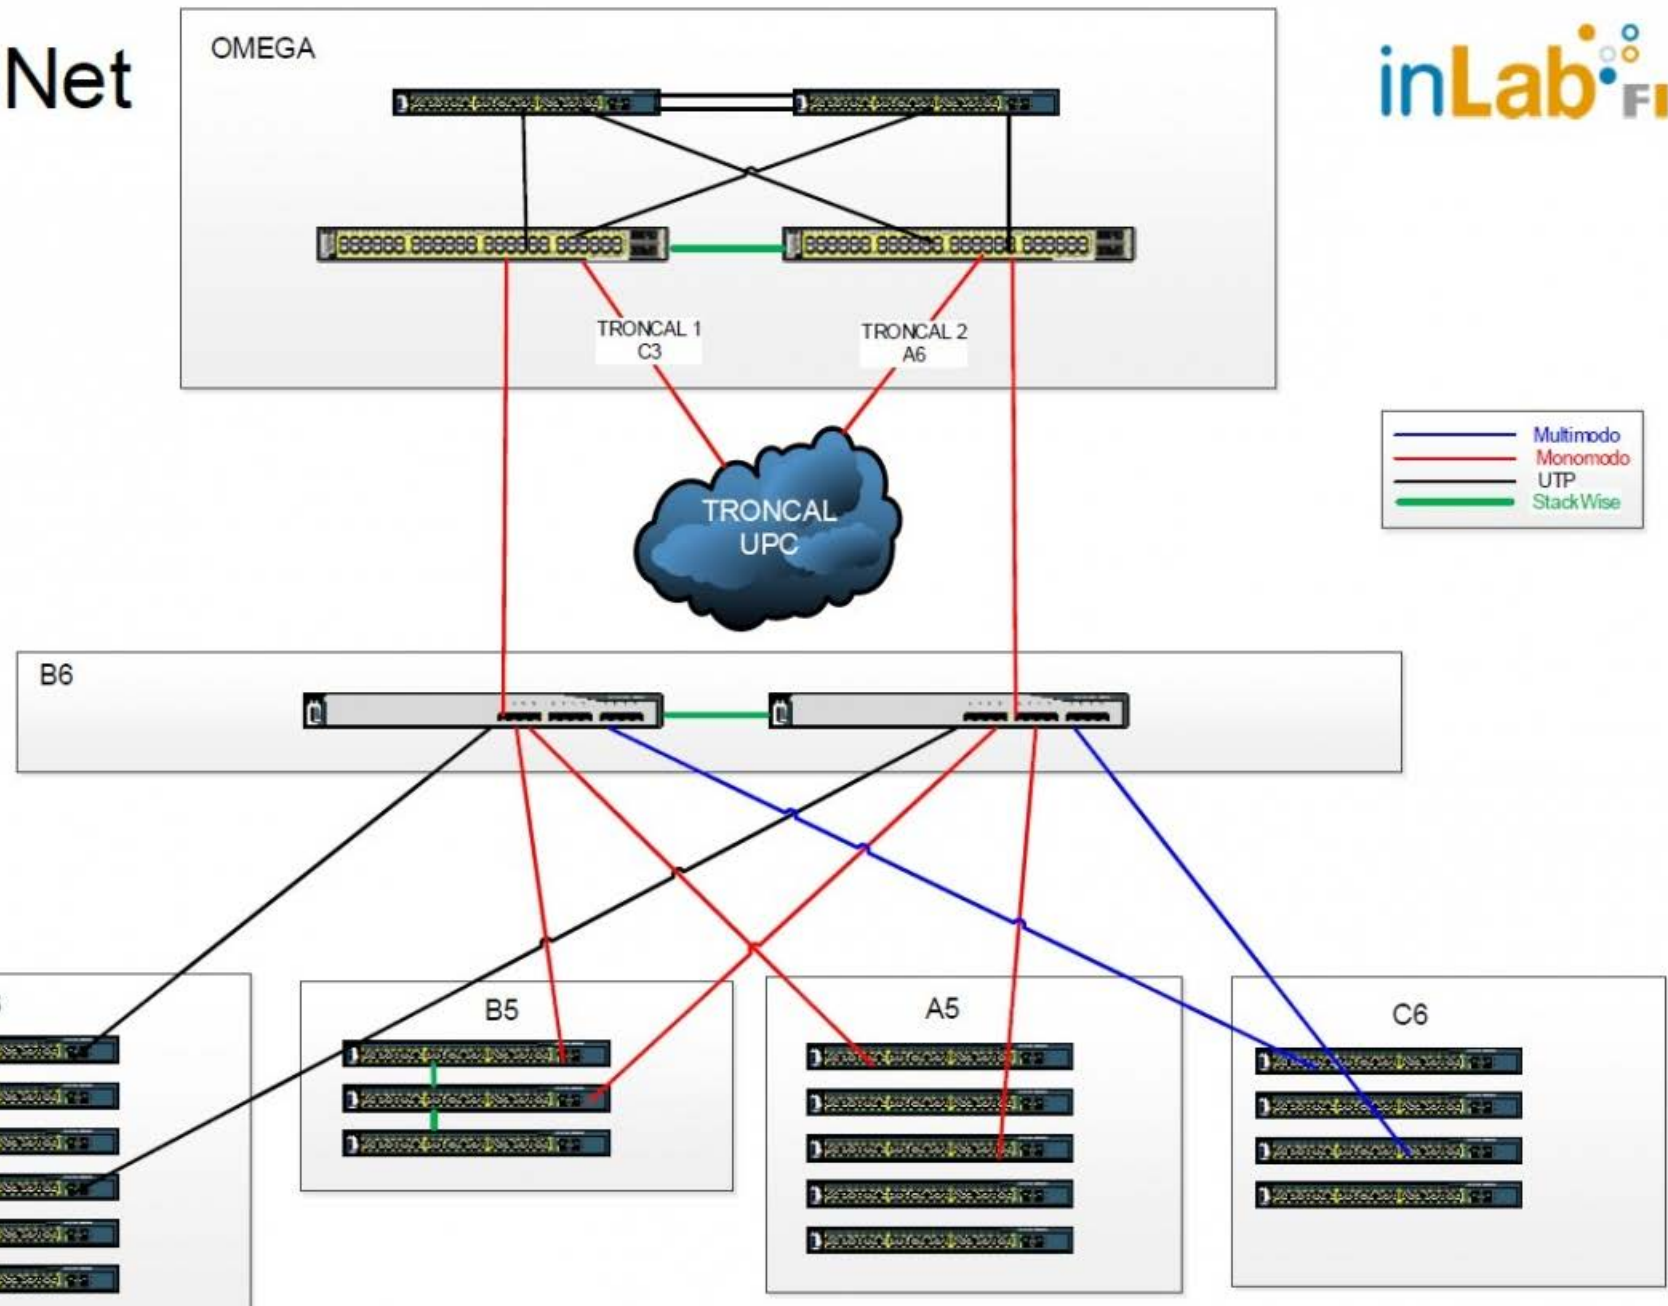 Net
OMEGA
inLab
TRONCAL 1
C3
TRONCAL 2
A6
TRONCAL
UPC
Multimodo
Monomodo
UTP
StackWise
B6
B5
A5
C6